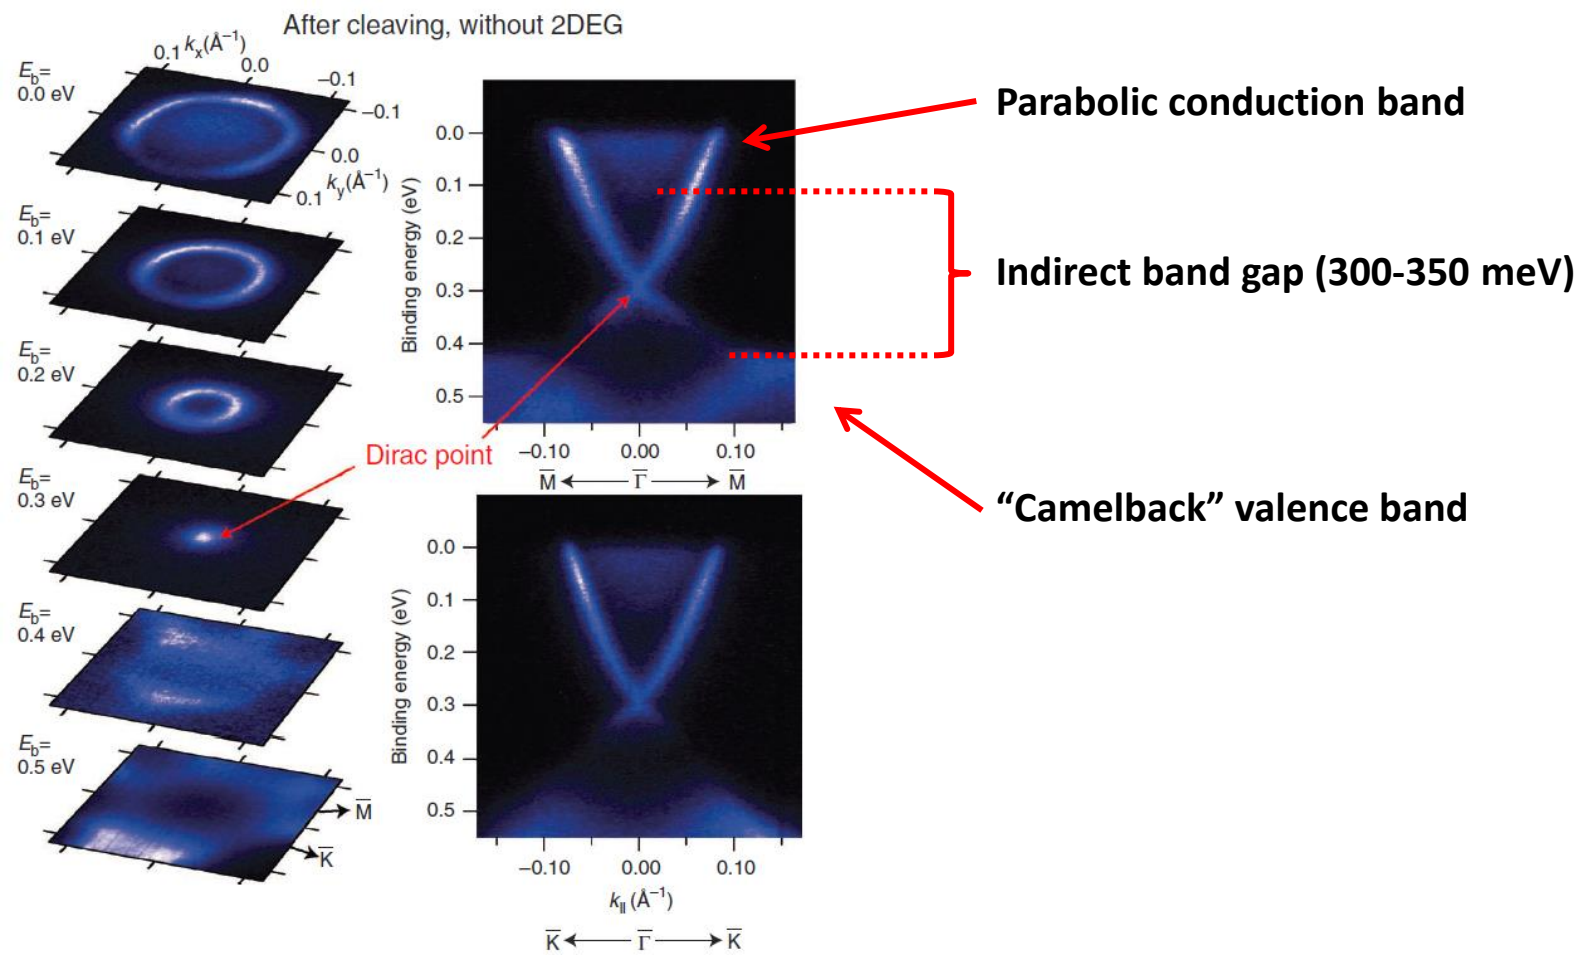 After cleaving, without 2DEG
0.1 kx(Å−1)
0.0
−0.1
Eb=
0.0 eV
−0.1
0.0
0.1 ky(Å−1)
Eb=
0.1 eV
Eb=
0.2 eV
Eb=
0.3 eV
Eb=
0.4 eV
Eb=
0.5 eV
M̅
K̅
Dirac point
Binding energy (eV)
0.0
0.1
0.2
0.3
0.4
0.5
−0.10 0.00 0.10
M̅ Γ̅ M̅
Binding energy (eV)
0.0
0.1
0.2
0.3
0.4
0.5
−0.10 0.00 0.10
k|| (Å−1)
K̅ Γ̅ K̅
Parabolic conduction band
Indirect band gap (300-350 meV)
“Camelback” valence band